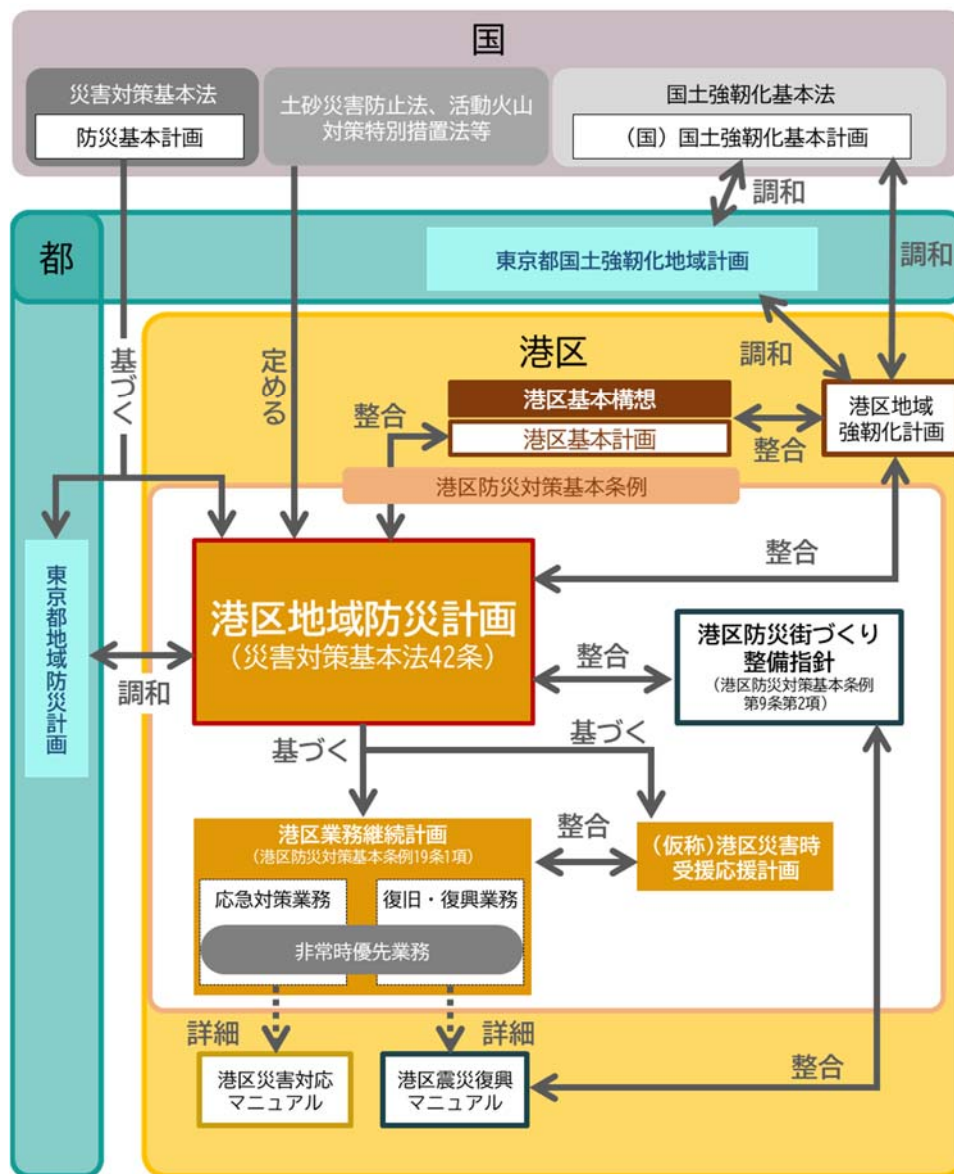 国
災害対策基本法
防災基本計画
土砂災害防止法、活動火山
対策特別措置法等
国土強靭化基本法
（国）国土強靭化基本計画
調和
調和
都
東京都国土強靭化地域計画
基づく
定める
港区
調和
港区基本構想
港区基本計画
整合
整合
港区地域
強靭化計画
港区防災対策基本条例
整合
東京都地域防災計画
調和
港区地域防災計画
（災害対策基本法42条）
整合
港区防災街づくり
整備指針
（港区防災対策基本条例
第9条第2項）
基づく
基づく
港区業務継続計画
（港区防災対策基本条例19条1項）
応急対策業務
復旧・復興業務
非常時優先業務
整合
（仮称）港区災害時
受援応援計画
詳細
詳細
港区災害対応
マニュアル
港区震災復興
マニュアル
整合